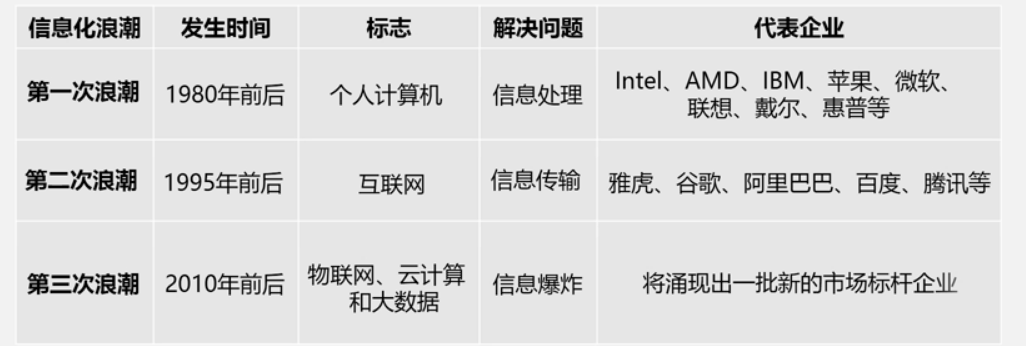 信息化浪潮 发生时间 标志 解决问题 代表企业
第一次浪潮 1980年前后 个人计算机 信息处理 Intel、AMD、IBM、苹果、微软、
联想、戴尔、惠普等
第二次浪潮 1995年前后 互联网 信息传输 雅虎、谷歌、阿里巴巴、百度、腾讯等
第三次浪潮 2010年前后 物联网、云计算
和大数据 信息爆炸 将涌现出一批新的市场标杆企业